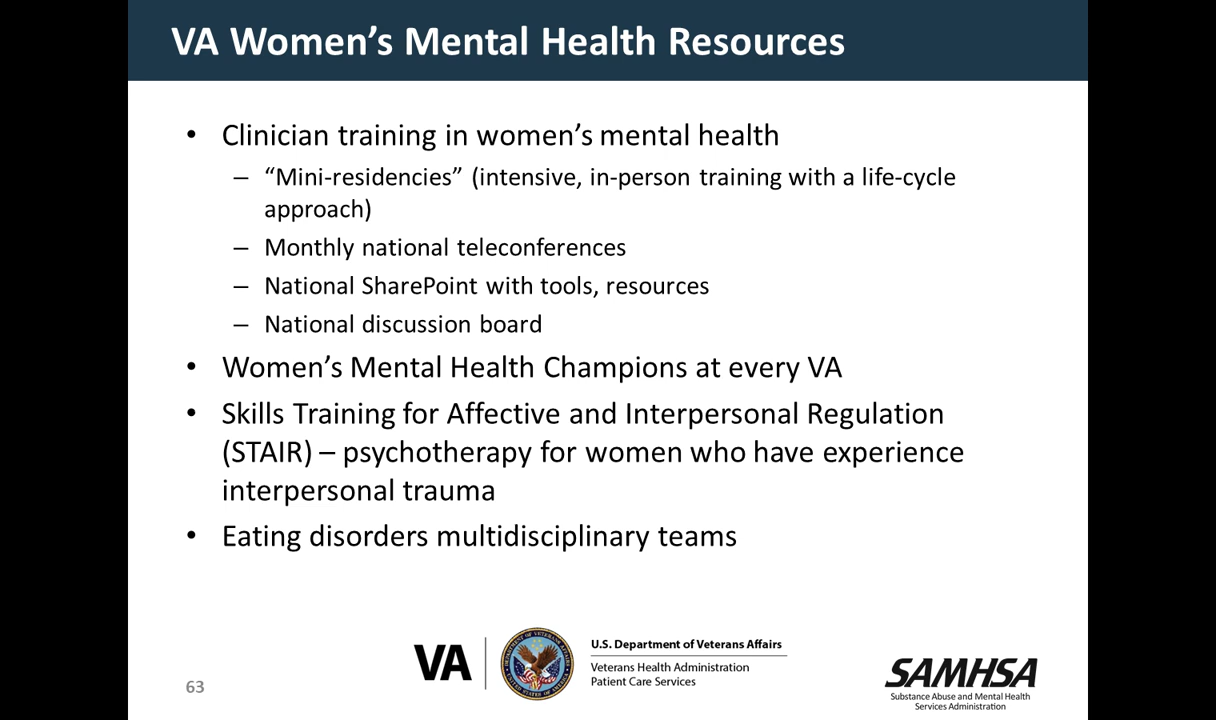 VA Women’s Mental Health Resources
• Clinician training in women’s mental health
– “Mini-residencies” (intensive, in-person training with a life-cycle
approach)
– Monthly national teleconferences
– National SharePoint with tools, resources
– National discussion board
• Women’s Mental Health Champions at every VA
• Skills Training for Affective and Interpersonal Regulation
(STAIR) – psychotherapy for women who have experience
interpersonal trauma
• Eating disorders multidisciplinary teams
VA
U.S. Department of Veterans Affairs
Veterans Health Administration
Patient Care Services
SAMHSA
Substance Abuse and Mental Health
Services Administration
63